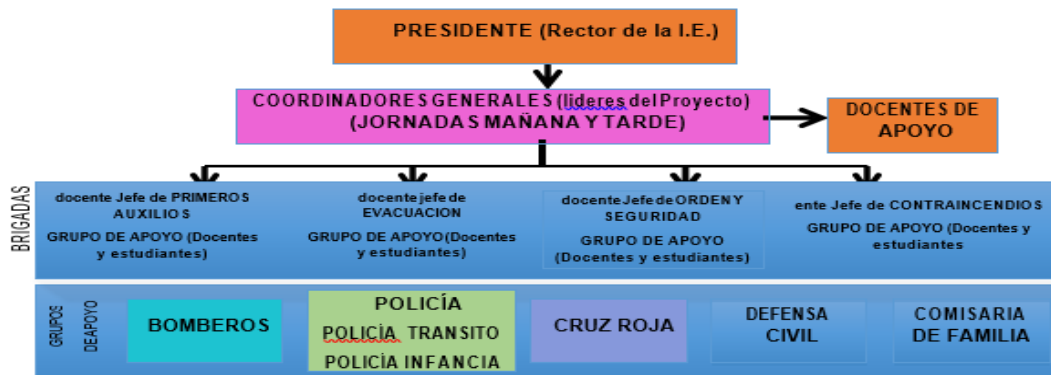 PRESIDENTE (Rector de la I.E.)
COORDINADORES GENERALES (lideres del Proyecto)
(JORNADAS MAÑANA Y TARDE)
DOCENTES DE
APOYO
BRIGADAS
docente Jefe de PRIMEROS
AUXILIOS
GRUPO DE APOYO (Docentes
y estudiantes)
docente jefe de
EVACUACION
GRUPO DE APOYO (Docentes
y estudiantes)
docente Jefe de ORDEN Y
SEGURIDAD
GRUPO DE APOYO
(Docentes y estudiantes)
ente Jefe de CONTRAINCENDIOS
GRUPO DE APOYO (Docentes y
estudiantes
GRUPOS
DE APOYO
BOMBEROS
POLICÍA
POLICÌA TRANSITO
POLICÍA INFANCIA
CRUZ ROJA
DEFENSA
CIVIL
COMISARIA
DE FAMILIA